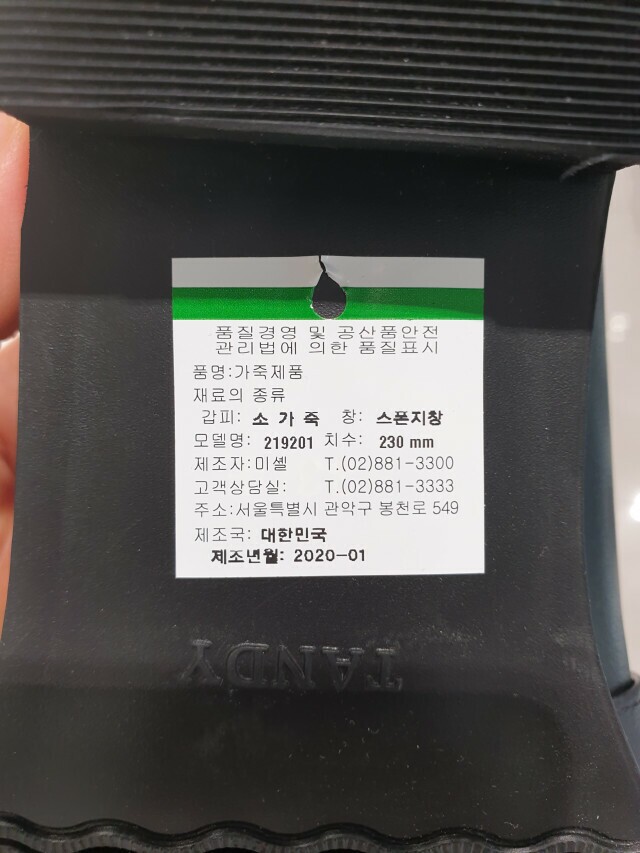 품질경영 및 공산품안전
관리법에 의한 품질표시
품명:가죽제품
재료의 종류
갑피: 소 가 죽 창: 스폰지창
모델명: 219201 치수: 230 mm
제조자:미셸 T.(02)881-3300
고객상담실: T.(02)881-3333
주소:서울특별시 관악구 봉천로 549
제조국: 대한민국
제조년월: 2020-01
TANDY